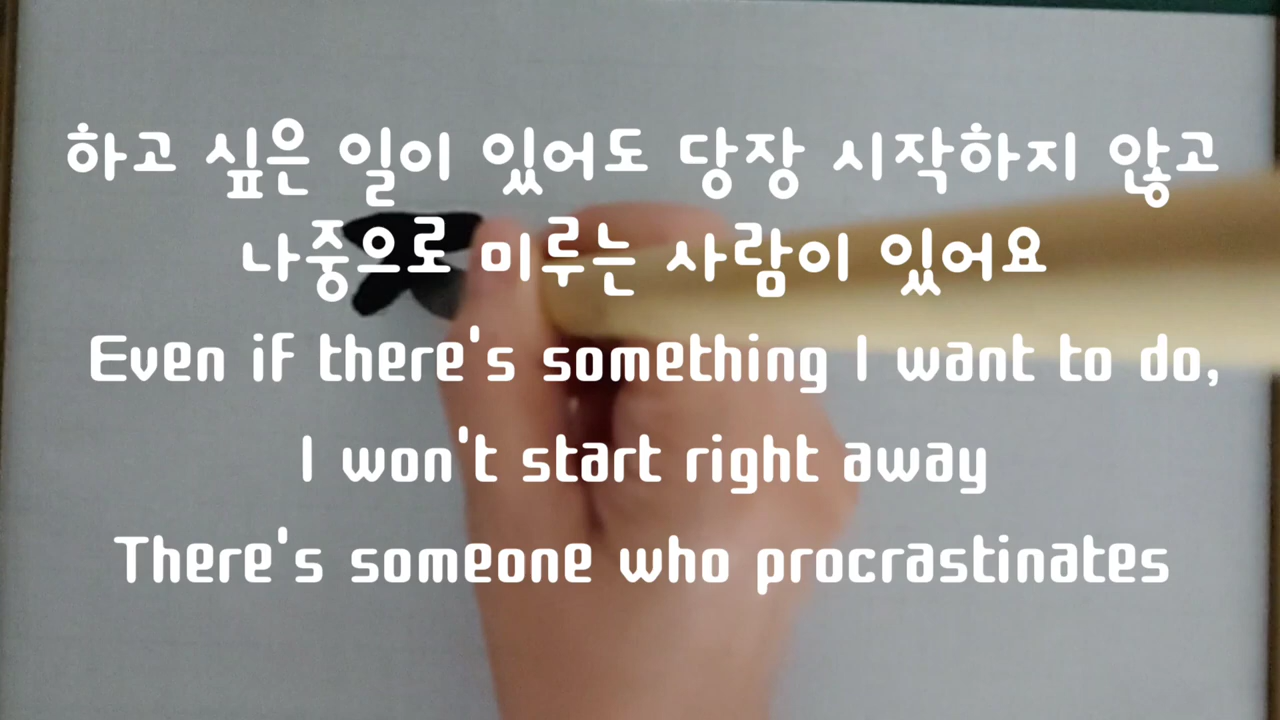 하고 싶은 일이 있어도 당장 시작하지 않고
나중으로 미루는 사람이 있어요
Even if there's something I want to do,
I won't start right away
There's someone who procrastinates